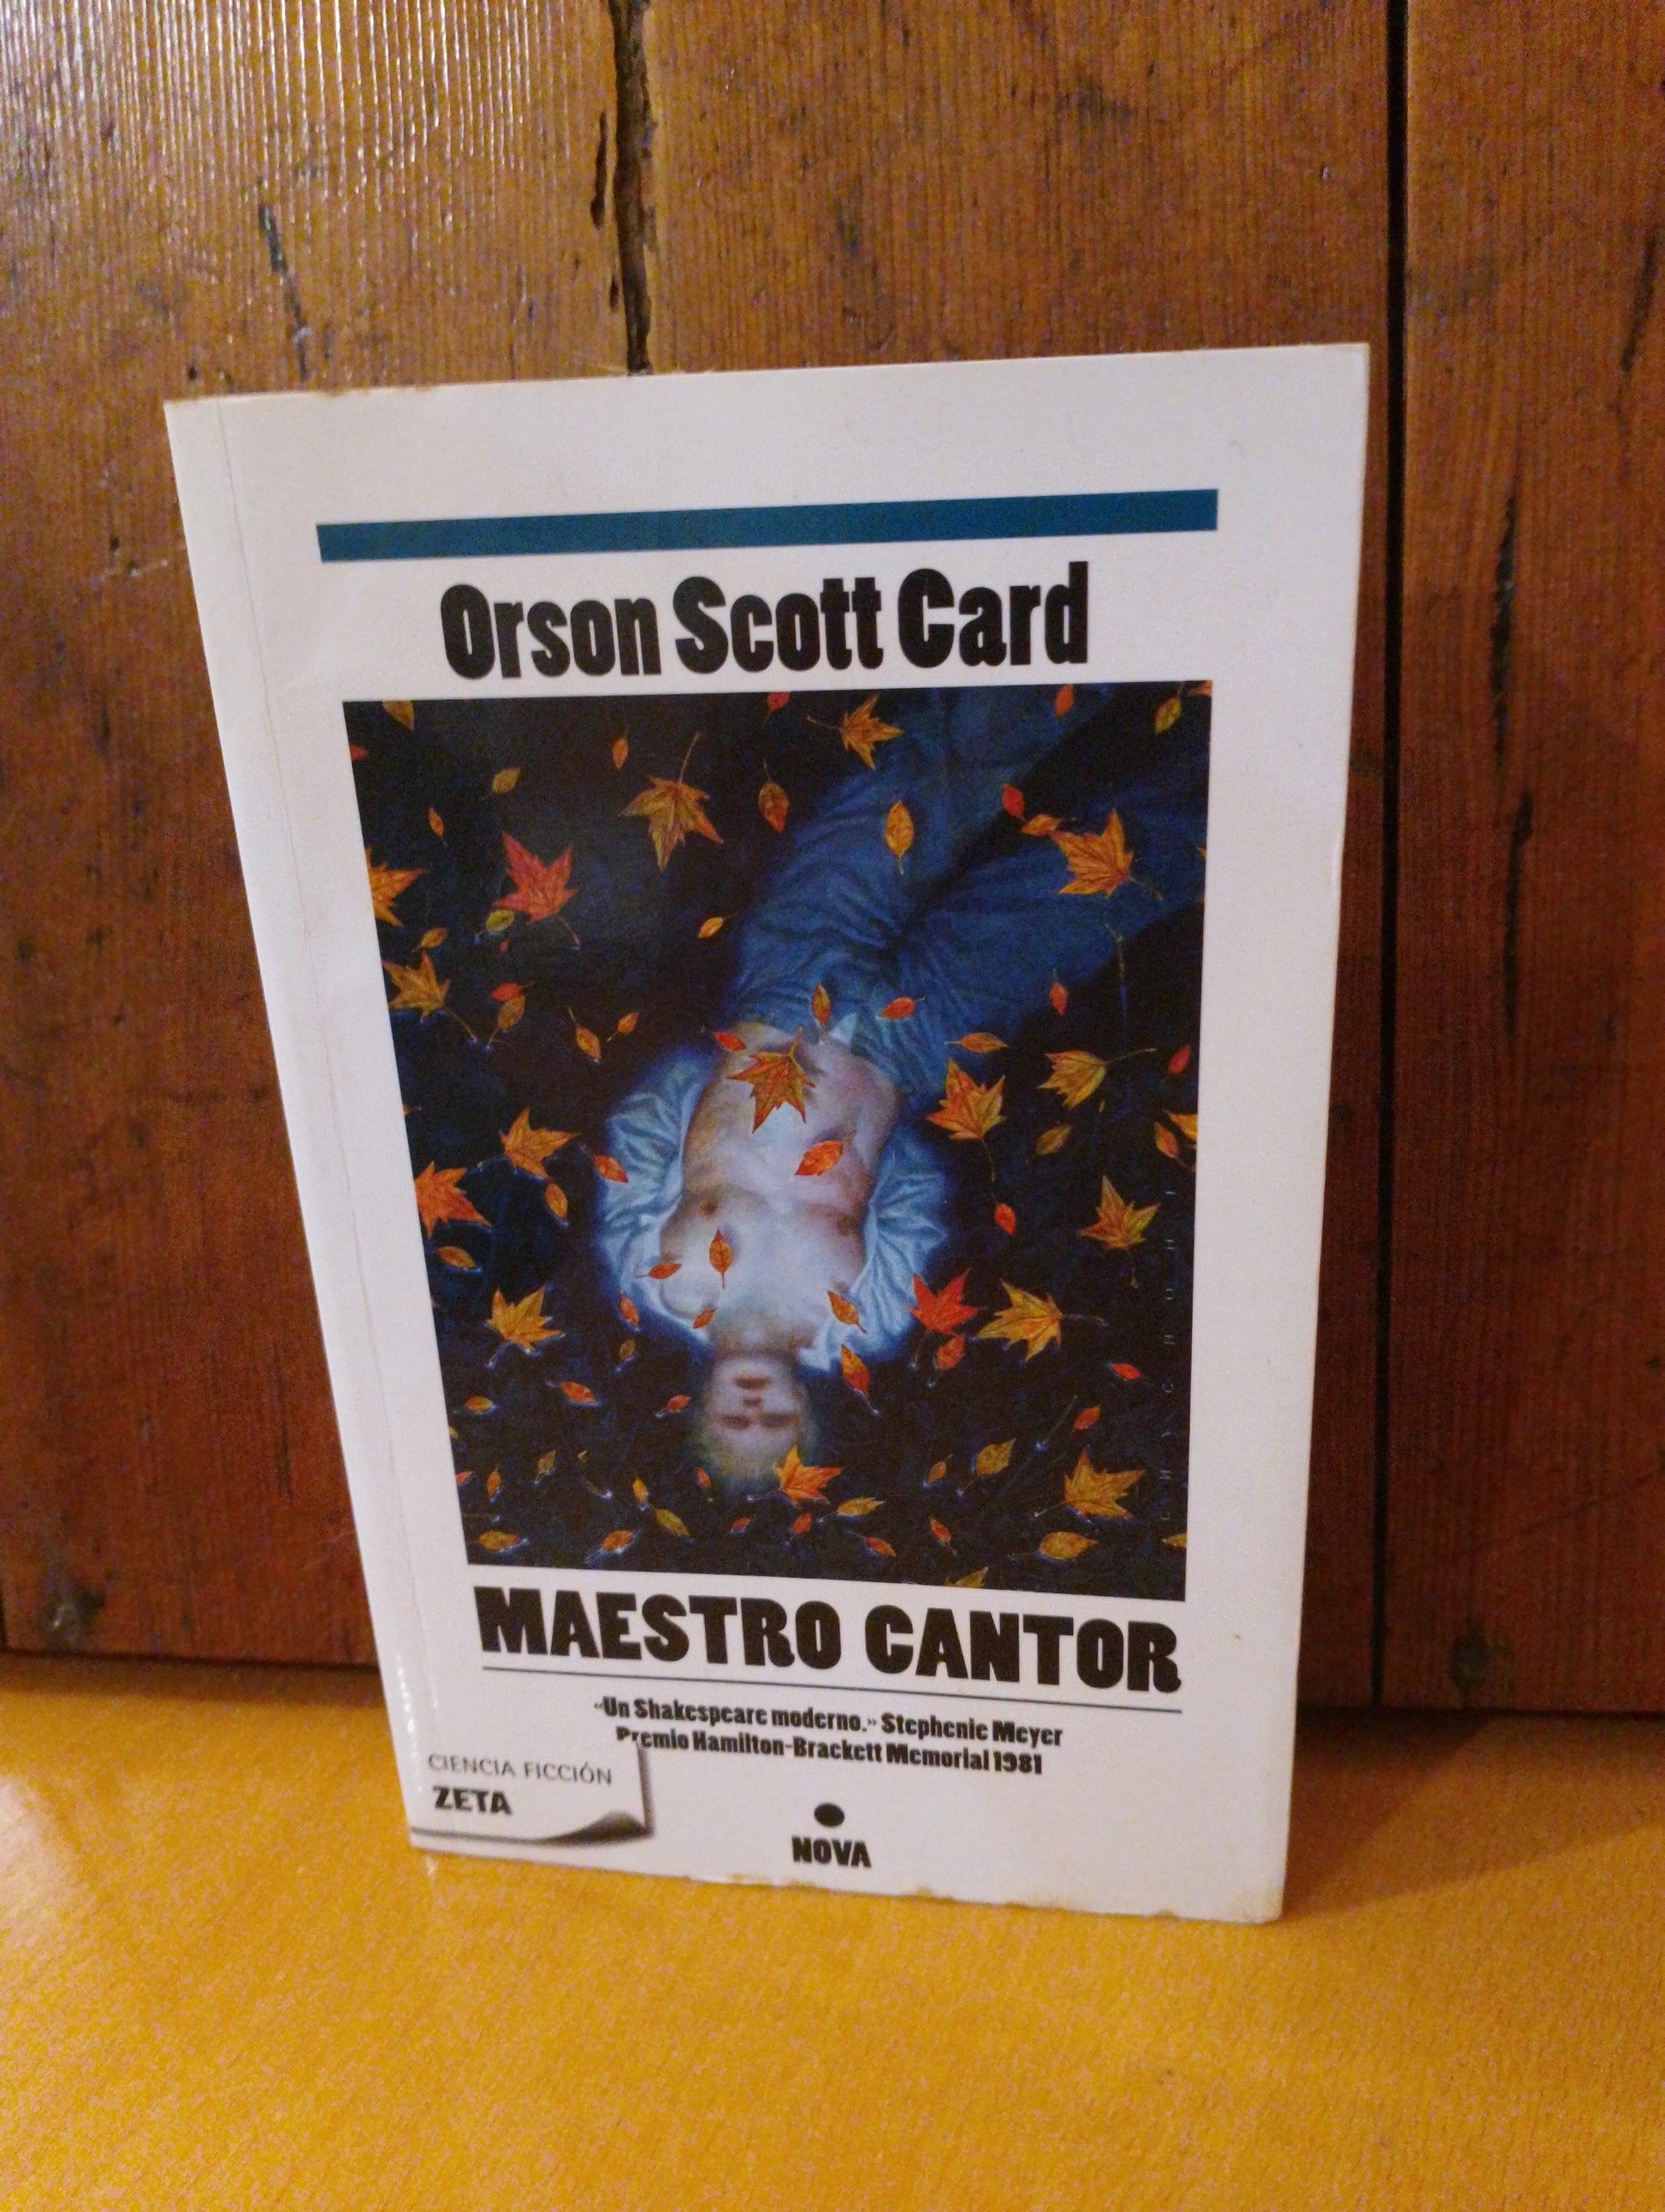 Orson Scott Card
MAESTRO CANTOR
«Un Shakespeare moderno.» Stephenie Meyer
Premio Hamilton-Brackett Memorial 1981
CIENCIA FICCIÓN
ZETA
NOVA